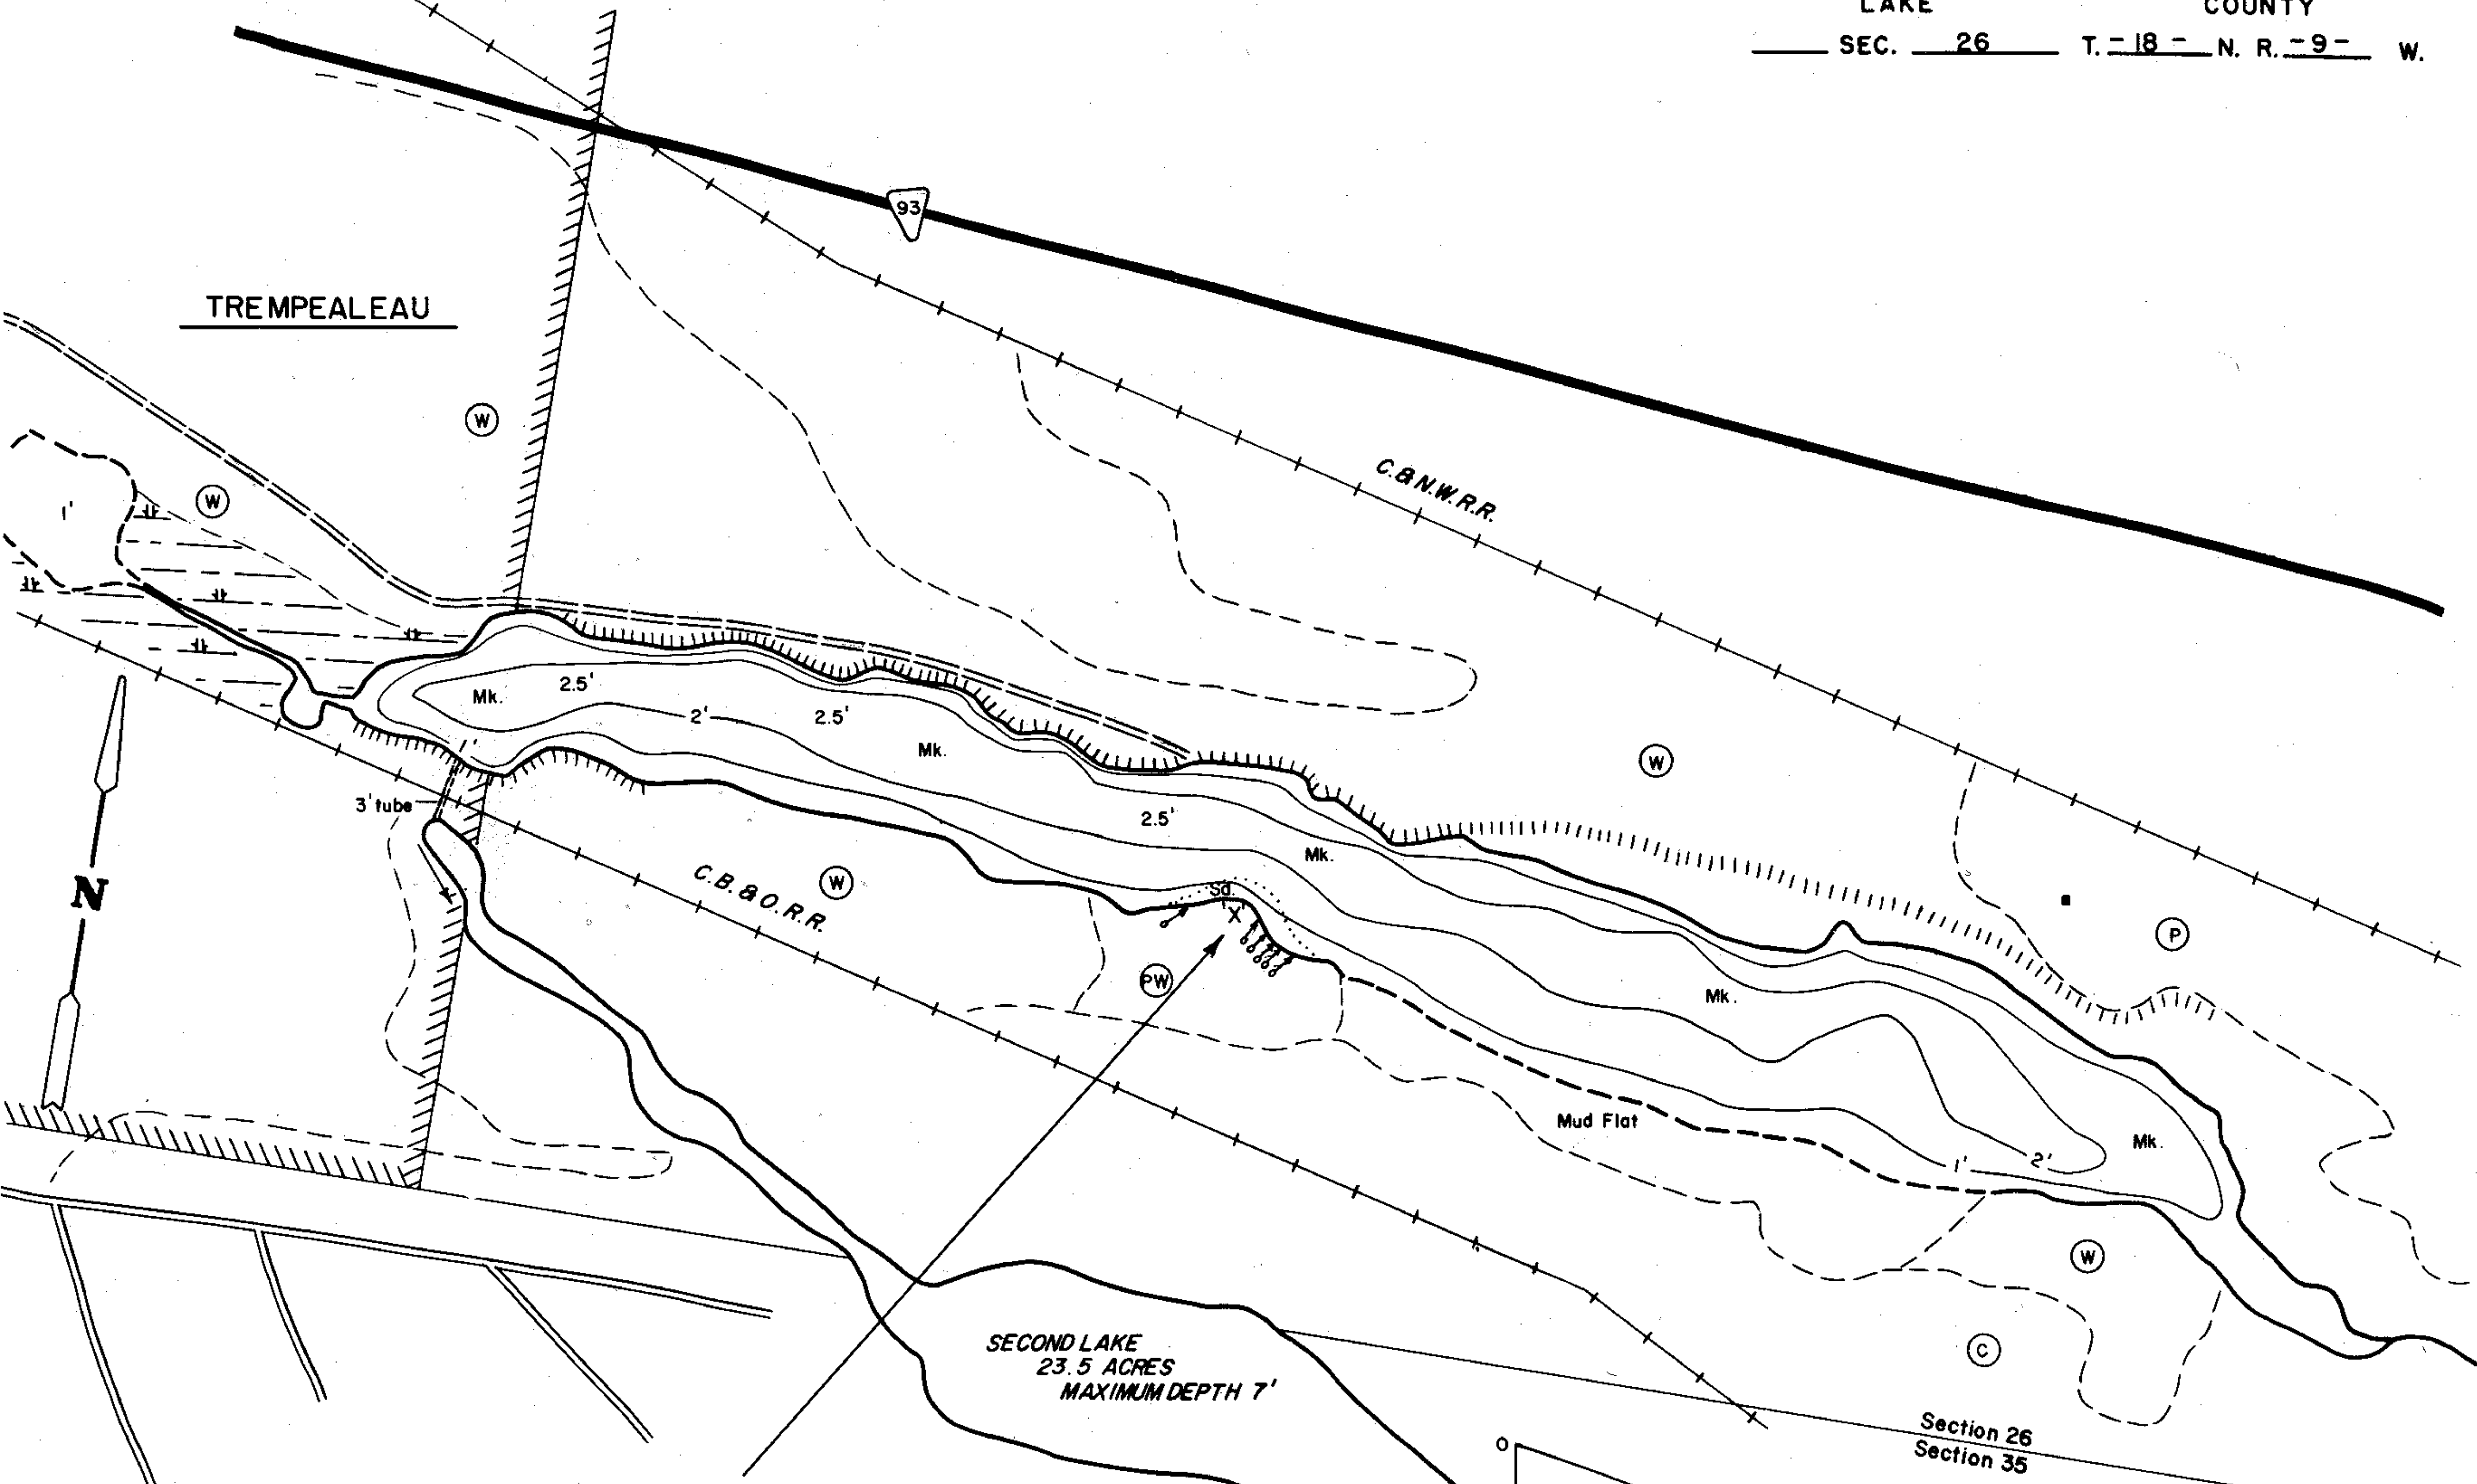 LAKE COUNTY
SEC. 26 T. -18- N. R. -9- W.
93
TREMPEALEAU
W
C.&N.W.R.R.
W
1'
Mk.
2.5'
2'
2.5'
Mk.
W
1'
3' tube
2.5'
Mk.
C.B.&Q.R.R.
W
Sd.
X
P
N
PW
Mk.
Mud Flat
Mk.
1'
2'
W
SECOND LAKE
23.5 ACRES
MAXIMUM DEPTH 7'
C
Section 26
Section 35
0